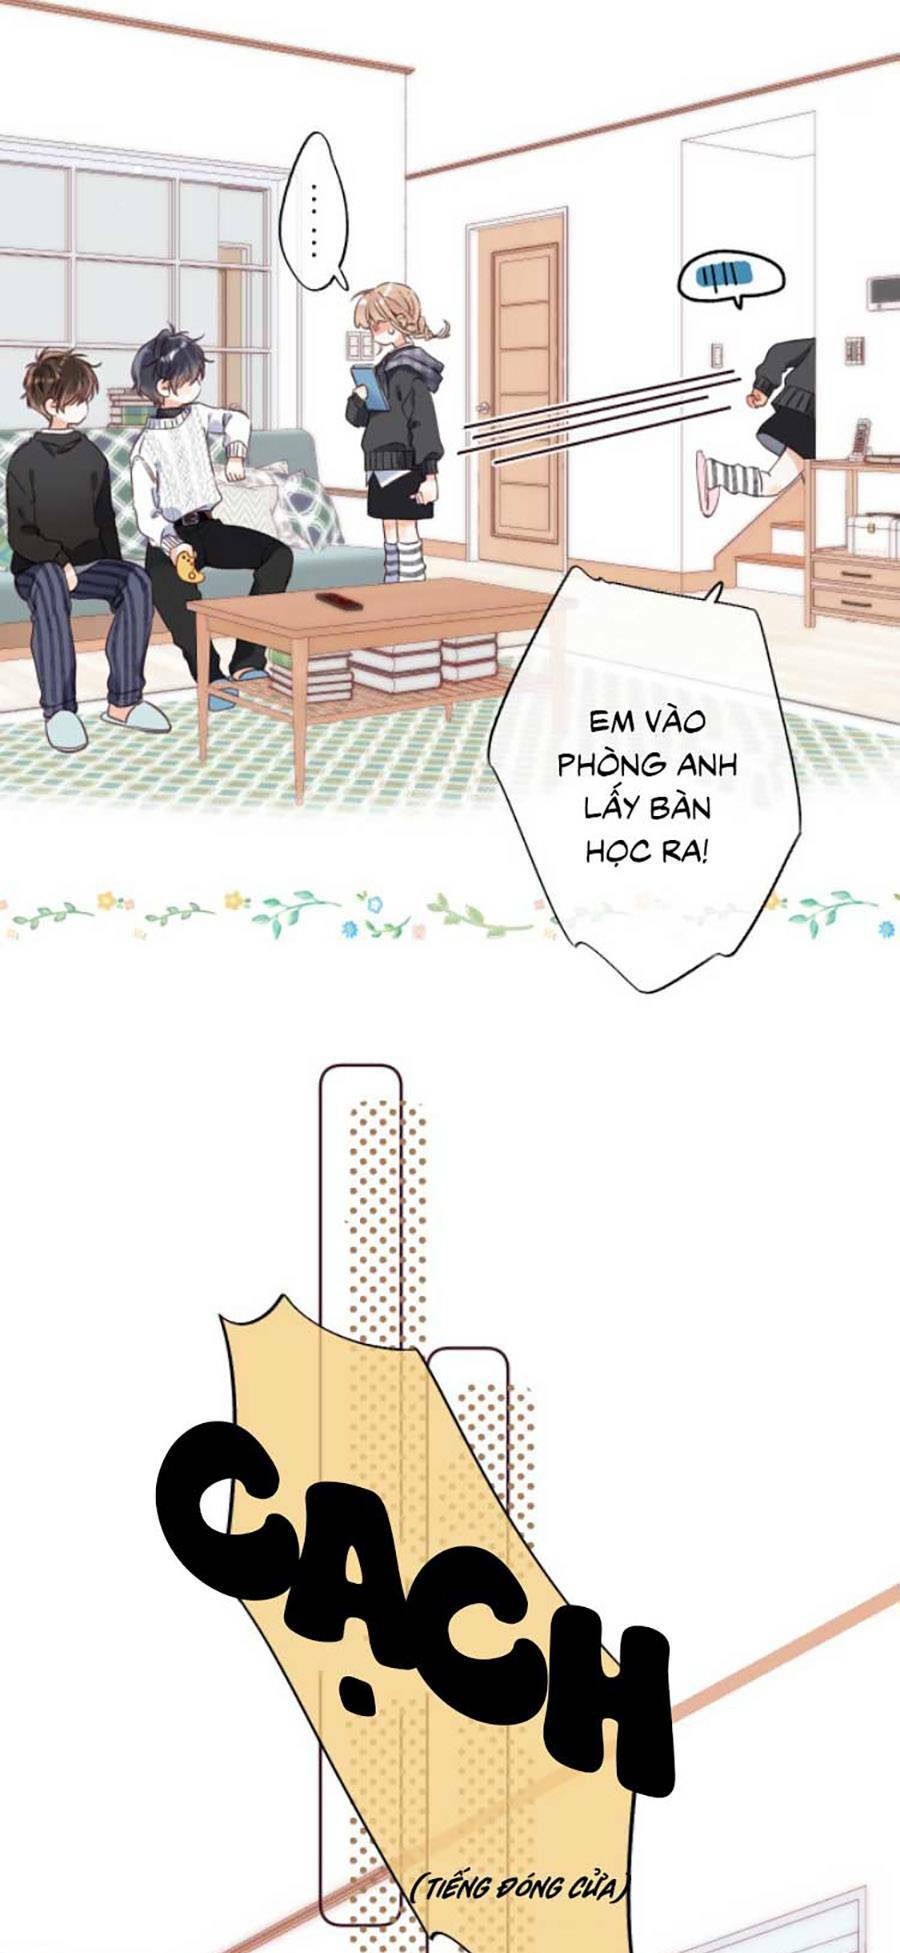 ......
EM VÀO
PHÒNG ANH
LẤY BÀN
HỌC RA!
CẠCH
(TIẾNG ĐÓNG CỬA)